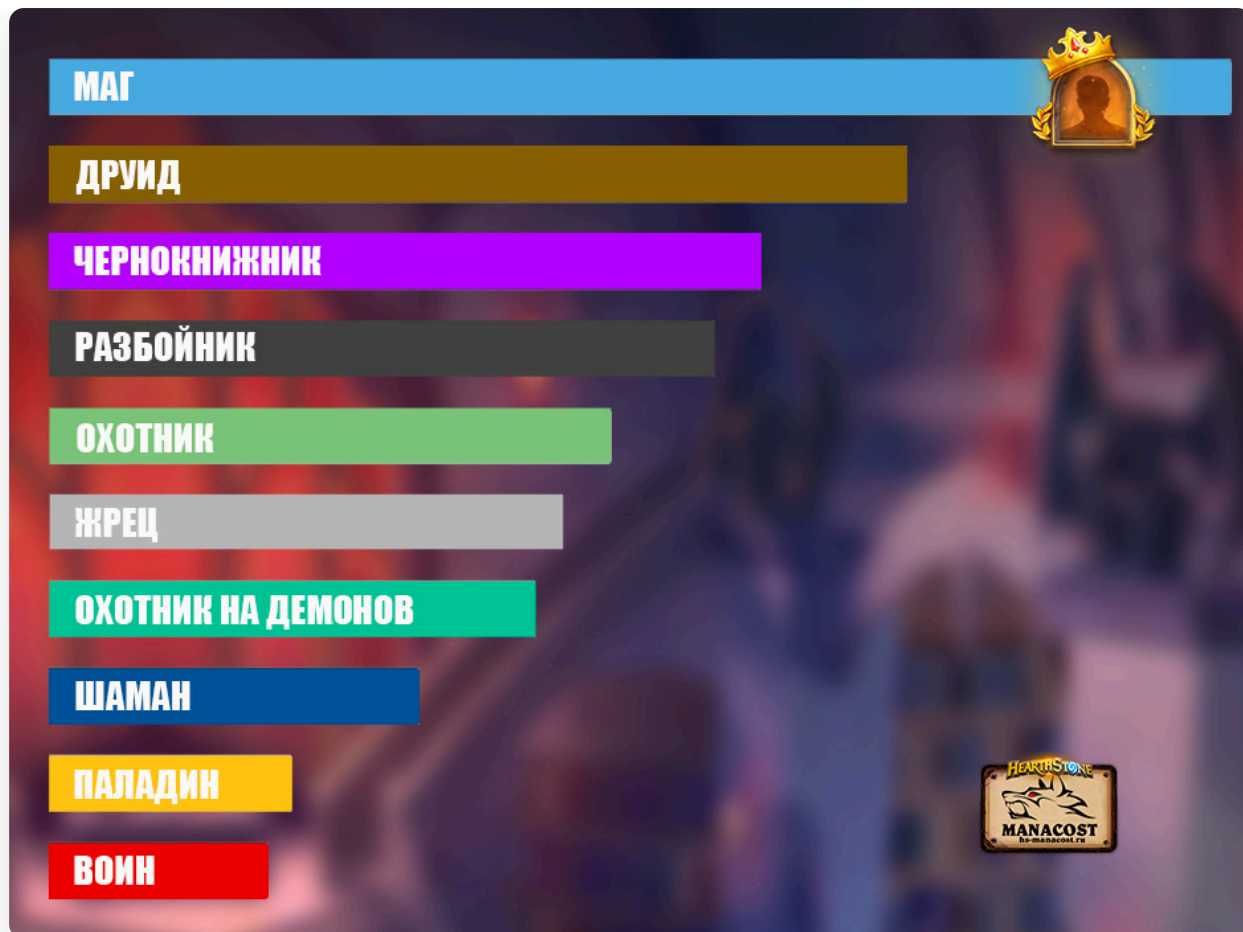 МАГ
ДРУИД
ЧЕРНОКНИЖНИК
РАЗБОЙНИК
ОХОТНИК
ЖРЕЦ
ОХОТНИК НА ДЕМОНОВ
ШАМАН
ПАЛАДИН
HEARTHSTONE
MANACOST
hs-manacost.ru
ВОИН